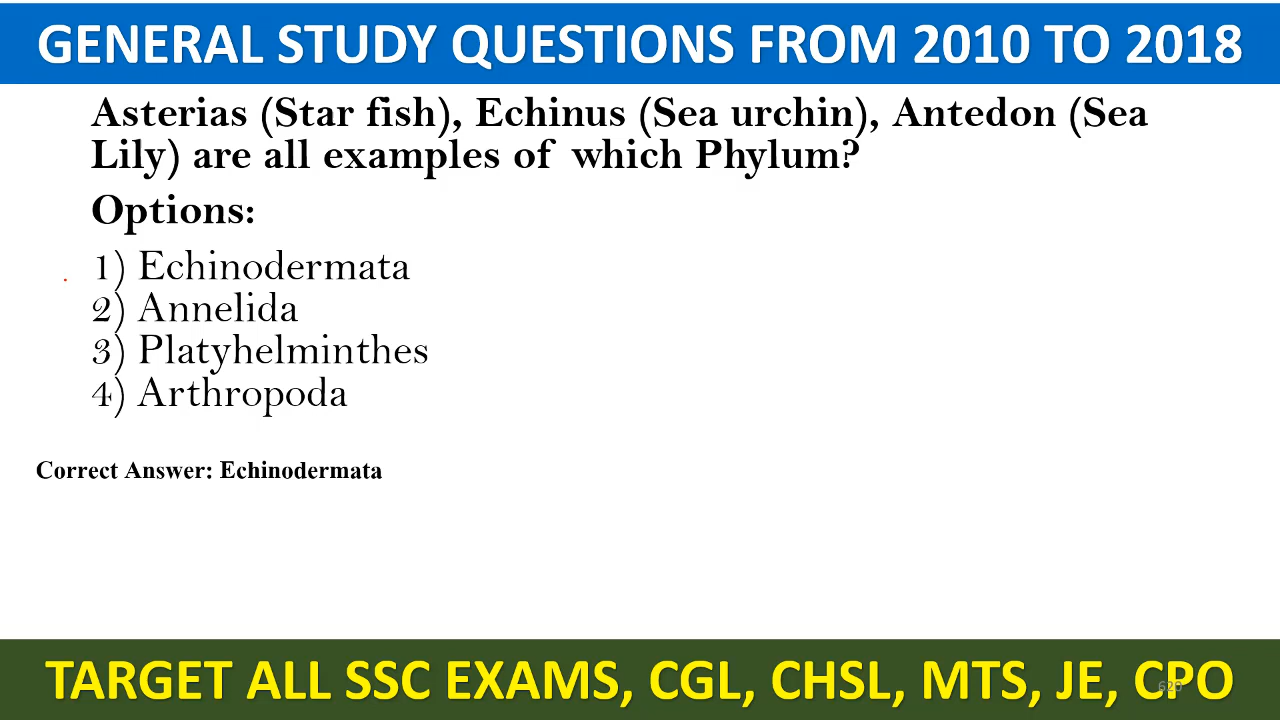 GENERAL STUDY QUESTIONS FROM 2010 TO 2018
Asterias (Star fish), Echinus (Sea urchin), Antedon (Sea
Lily) are all examples of which Phylum?
Options:
1) Echinodermata
2) Annelida
3) Platyhelminthes
4) Arthropoda
Correct Answer: Echinodermata
TARGET ALL SSC EXAMS, CGL, CHSL, MTS, JE, CPO